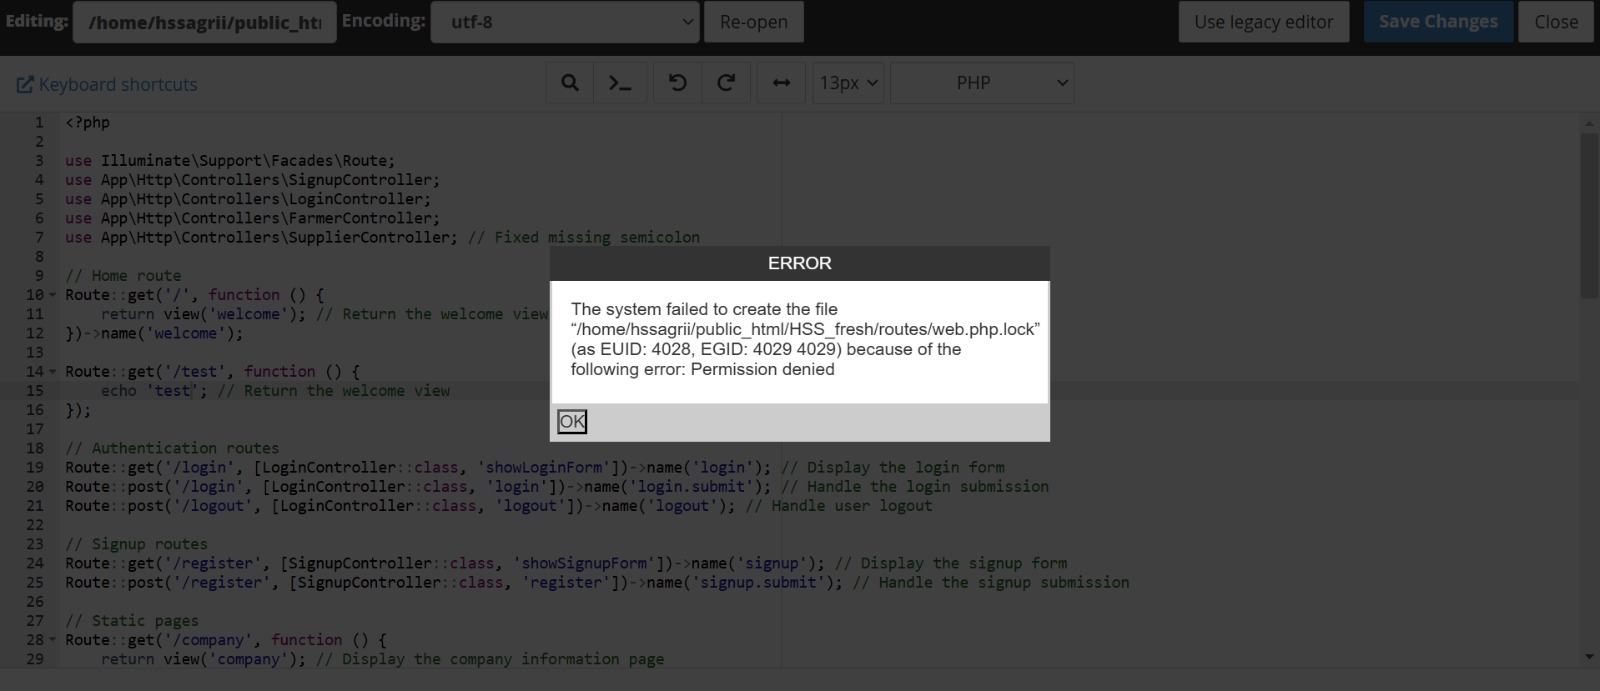 Editing: /home/hssagrii/public_htı Encoding: utf-8 Re-open Use legacy editor Save Changes Close
Keyboard shortcuts 13px PHP
1 <?php
2
3 use Illuminate\Support\Facades\Route;
4 use App\Http\Controllers\SignupController;
5 use App\Http\Controllers\LoginController;
6 use App\Http\Controllers\FarmerController;
7 use App\Http\Controllers\SupplierController; // Fixed missing semicolon
8
9 // Home route
10 Route::get('/', function () {
11 return view('welcome'); // Return the welcome view
12 })->name('welcome');
13
14 Route::get('/test', function () {
15 echo 'test'; // Return the welcome view
16 });
17
18 // Authentication routes
19 Route::get('/login', [LoginController::class, 'showLoginForm'])->name('login'); // Display the login form
20 Route::post('/login', [LoginController::class, 'login'])->name('login.submit'); // Handle the login submission
21 Route::post('/logout', [LoginController::class, 'logout'])->name('logout'); // Handle user logout
22
23 // Signup routes
24 Route::get('/register', [SignupController::class, 'showSignupForm'])->name('signup'); // Display the signup form
25 Route::post('/register', [SignupController::class, 'register'])->name('signup.submit'); // Handle the signup submission
26
27 // Static pages
28 Route::get('/company', function () {
29 return view('company'); // Display the company information page
ERROR
The system failed to create the file
“/home/hssagrii/public_html/HSS_fresh/routes/web.php.lock”
(as EUID: 4028, EGID: 4029 4029) because of the
following error: Permission denied
OK